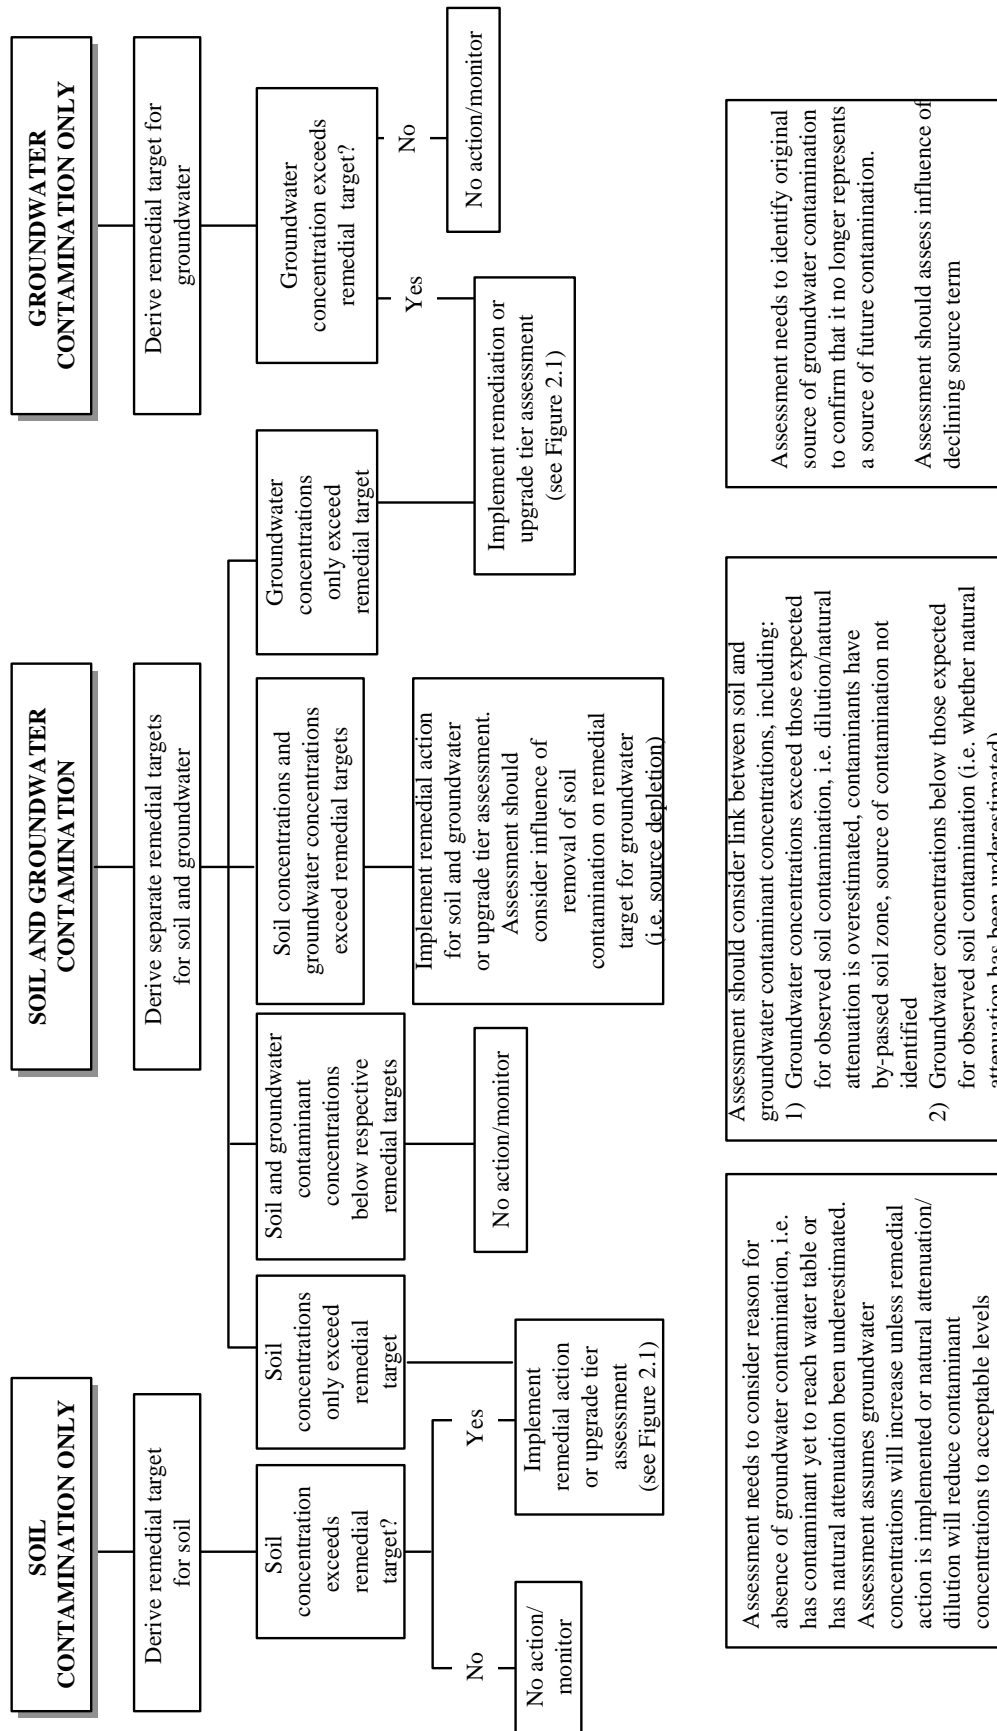 SOIL
CONTAMINATION ONLY
Derive remedial target
for soil
Soil
concentration
exceeds
remedial
target?
No
No action/
monitor
Yes
SOIL AND GROUNDWATER
CONTAMINATION
Derive separate remedial targets
for soil and groundwater
Soil
concentrations
only exceed
remedial
target
Implement
remedial action
or upgrade tier
assessment
(see Figure 2.1)
Soil and groundwater
contaminant
concentrations
below respective
remedial targets
No action/monitor
Soil concentrations and
groundwater concentrations
exceed remedial targets
Implement remedial action
for soil and groundwater
or upgrade tier assessment.
Assessment should
consider influence of
removal of soil
contamination on remedial
target for groundwater
(i.e. source depletion)
Groundwater
concentrations
only exceed
remedial target
Implement remediation or
upgrade tier assessment
(see Figure 2.1)
GROUNDWATER
CONTAMINATION ONLY
Derive remedial target for
groundwater
Groundwater
concentration exceeds
remedial target?
Yes
No
No action/monitor
Assessment needs to consider reason for
absence of groundwater contamination, i.e.
has contaminant yet to reach water table or
has natural attenuation been underestimated.
Assessment assumes groundwater
concentrations will increase unless remedial
action is implemented or natural attenuation/
dilution will reduce contaminant
concentrations to acceptable levels
Assessment should consider link between soil and
groundwater contaminant concentrations, including:
1) Groundwater concentrations exceed those expected
for observed soil contamination, i.e. dilution/natural
attenuation is overestimated, contaminants have
by-passed soil zone, source of contamination not
identified
2) Groundwater concentrations below those expected
for observed soil contamination (i.e. whether natural
attenuation has been underestimated)
Assessment needs to identify original
source of groundwater contamination
to confirm that it no longer represents
a source of future contamination.
Assessment should assess influence of
declining source term